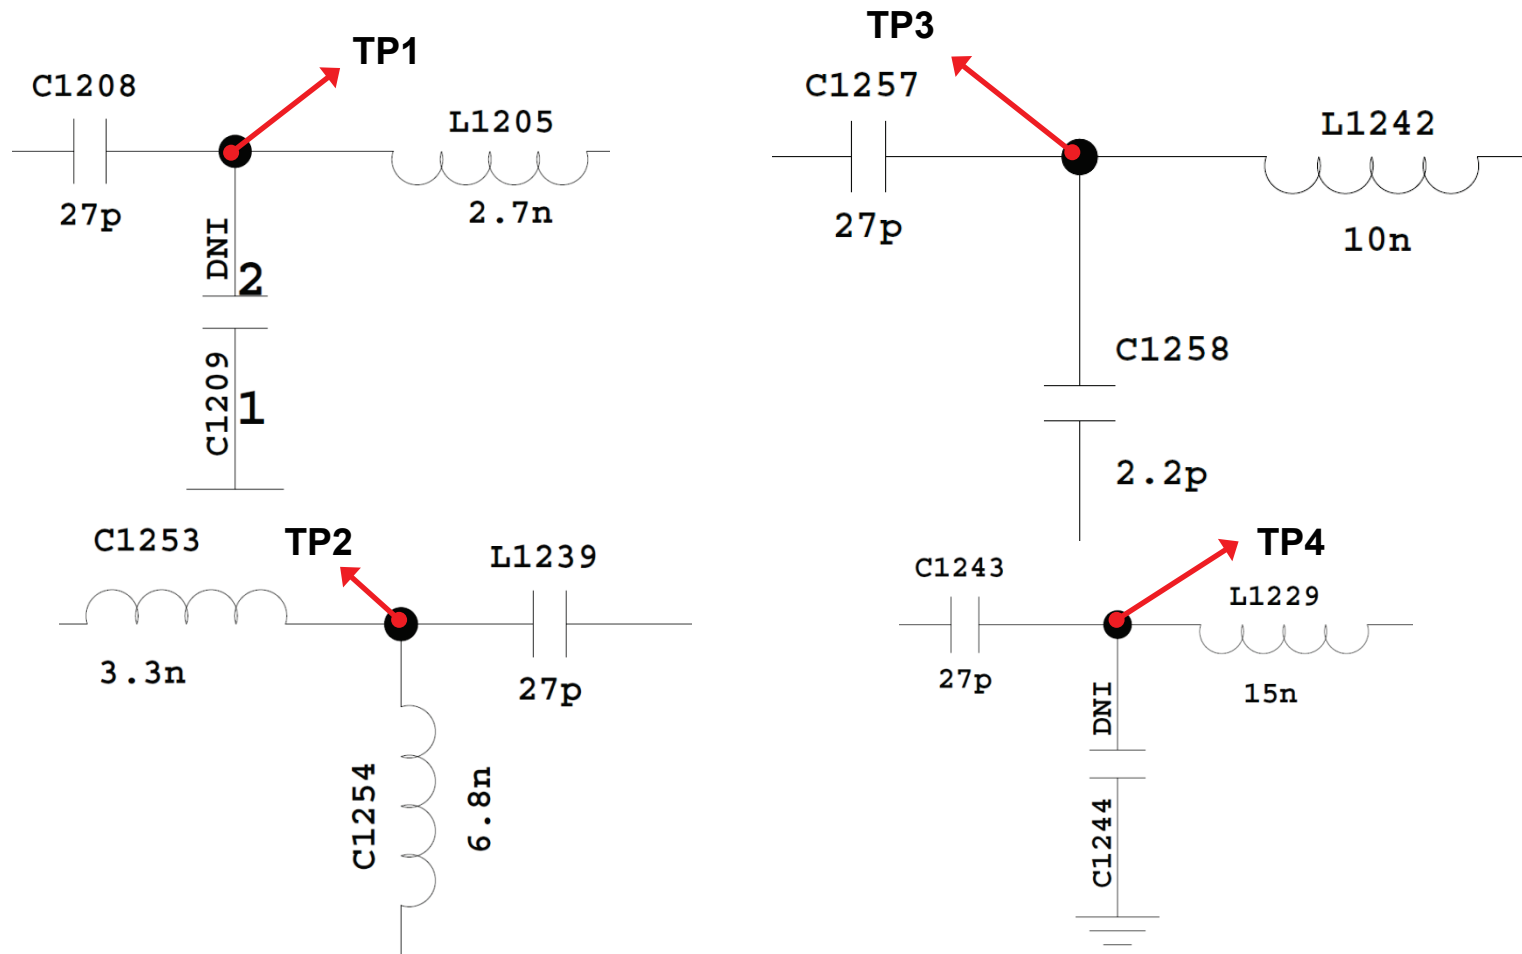 TP1
C1208
L1205
27p
2.7n
DNI
2
C1209
1
TP3
C1257
L1242
27p
10n
C1258
2.2p
C1253
TP2
L1239
3.3n
27p
C1254
6.8n
TP4
C1243
L1229
27p
15n
DNI
C1244